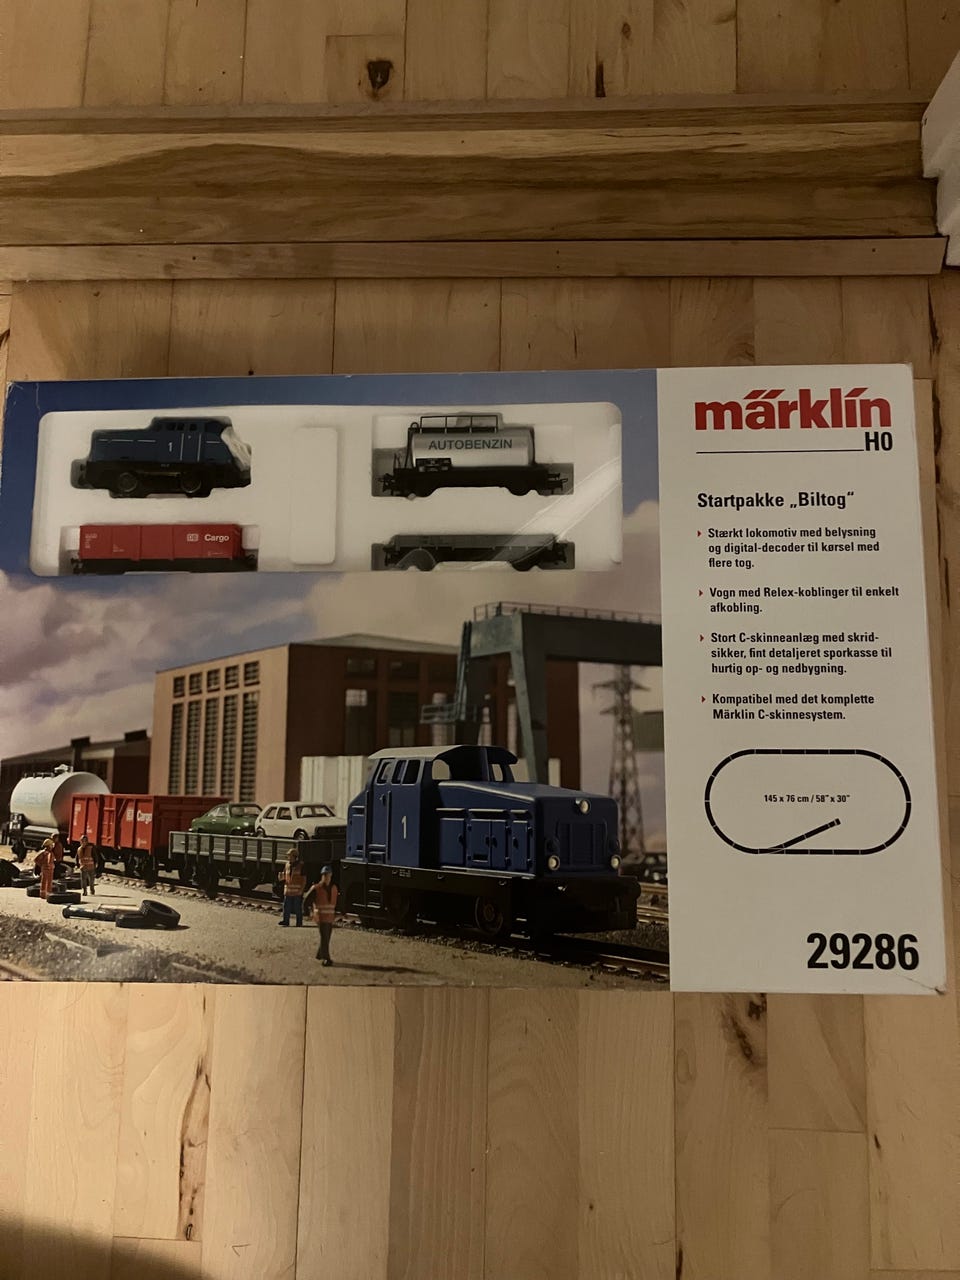 märklín
H0
Startpakke „Biltog“
Stærkt lokomotiv med belysning
og digital-decoder til kørsel med
flere tog.
Vogn med Relex-koblinger til enkelt
afkobling.
Stort C-skinneanlæg med skrid-
sikker, fint detaljeret sporkasse til
hurtig op- og nedbygning.
Kompatibel med det komplette
Märklin C-skinnesystem.
145 x 76 cm / 58" x 30"
29286
1
AUTOBENZIN
DB Cargo
Cargo
1